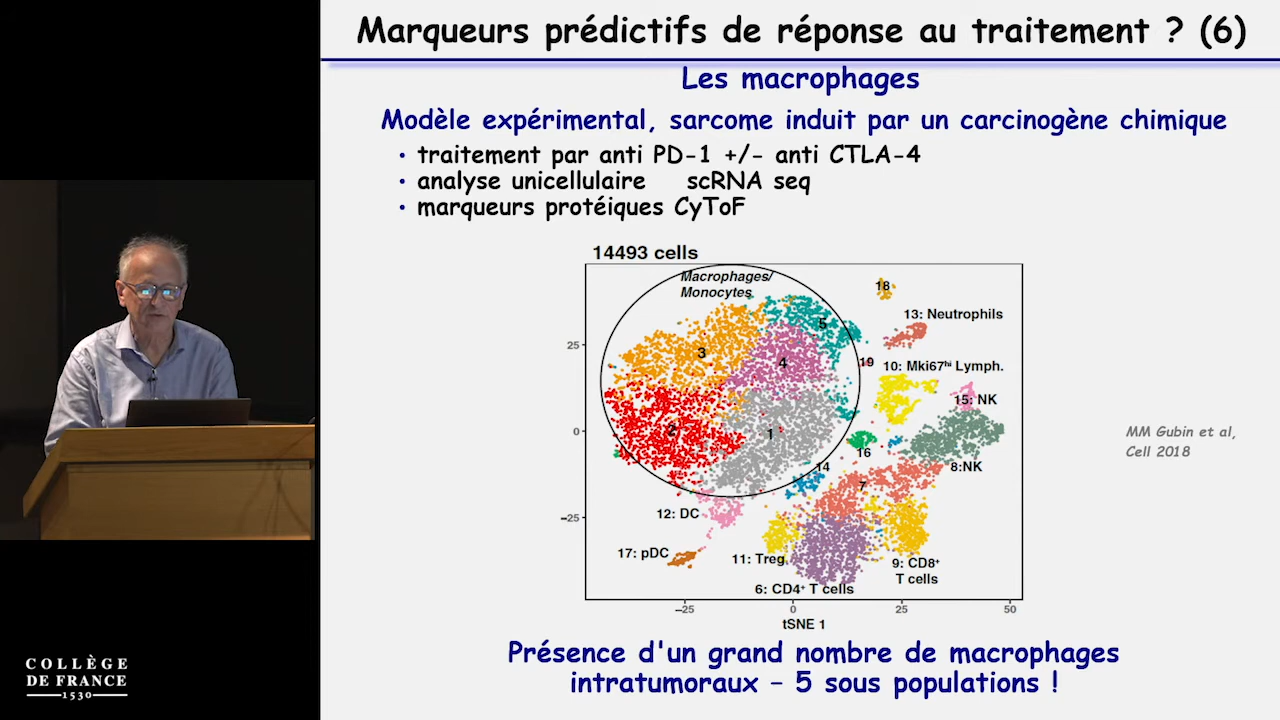 Marqueurs prédictifs de réponse au traitement ? (6)
Les macrophages
Modèle expérimental, sarcome induit par un carcinogène chimique
• traitement par anti PD-1 +/- anti CTLA-4
• analyse unicellulaire scRNA seq
• marqueurs protéiques CyToF
14493 cells
Macrophages/
Monocytes
18
13: Neutrophils
5
3
4
19
10: Mki67hi Lymph.
15: NK
2
1
16
8:NK
14
7
12: DC
17: pDC
11: Treg
9: CD8+
T cells
6: CD4+ T cells
25
0
−25
−25
0
25
50
tSNE 1
MM Gubin et al,
Cell 2018
Présence d'un grand nombre de macrophages
intratumoraux – 5 sous populations !
COLLÈGE
DE FRANCE
1530